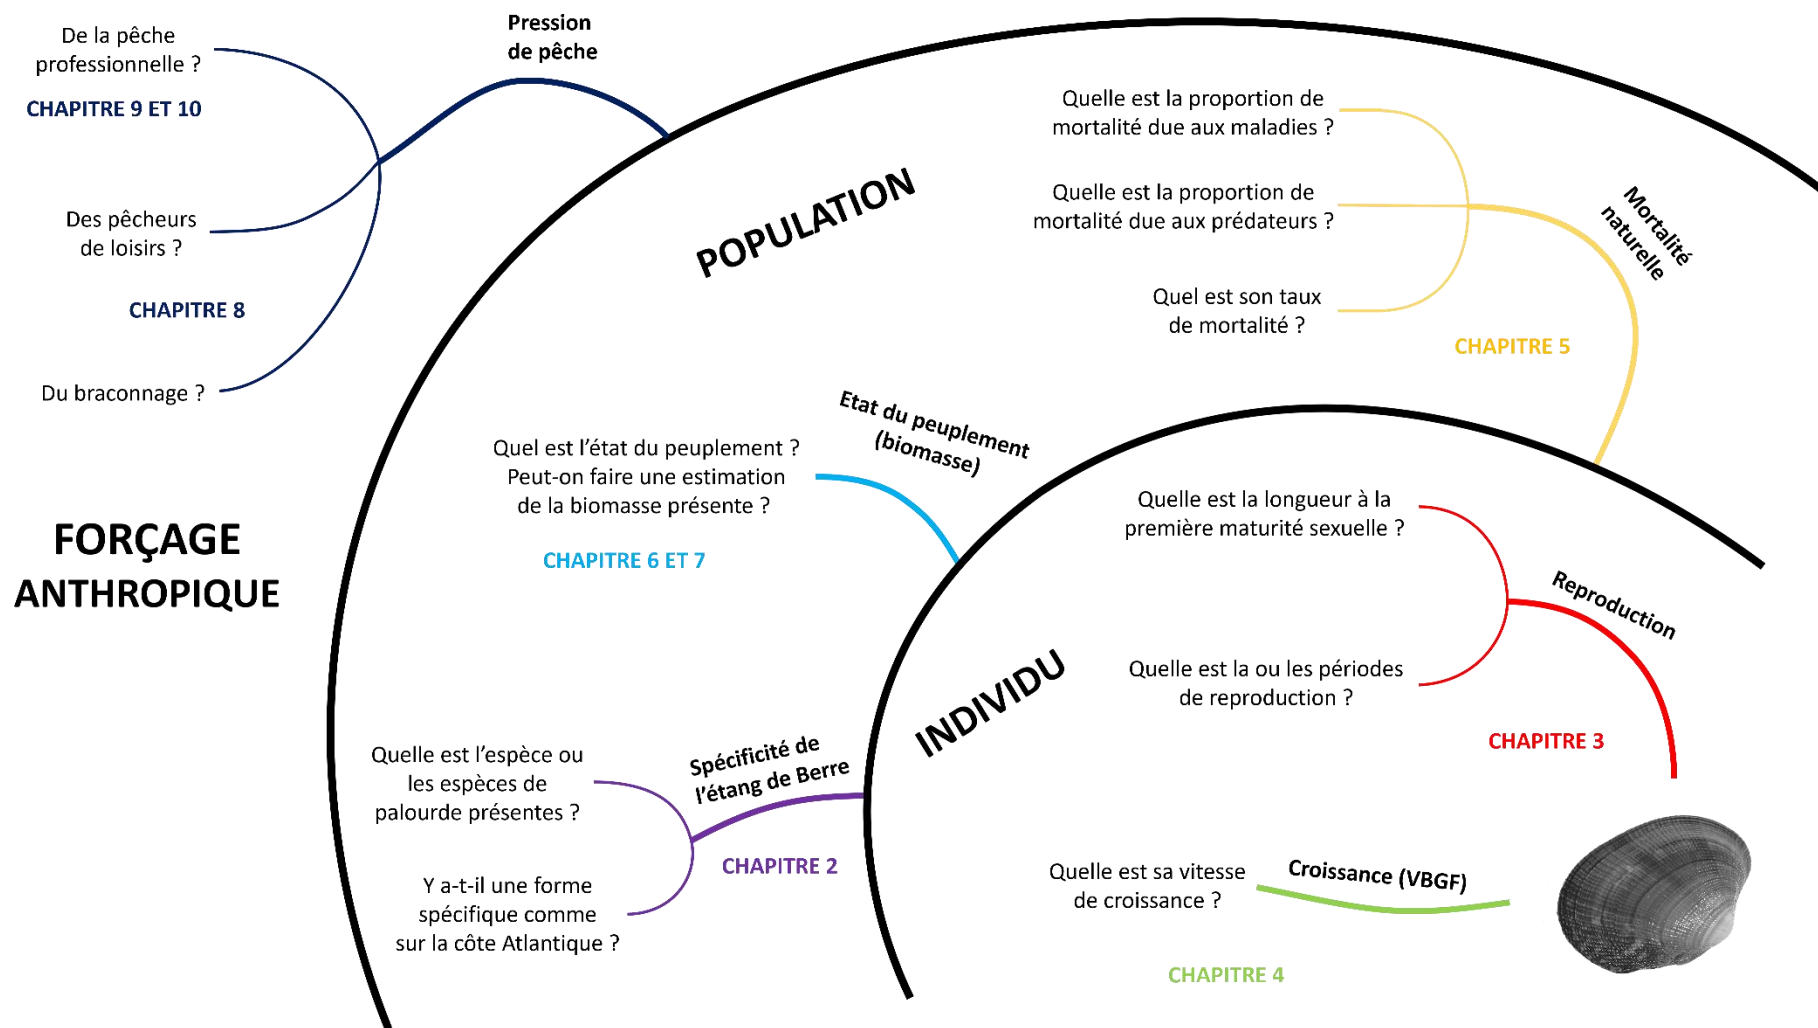 De la pêche
professionnelle ?
CHAPITRE 9 ET 10
Pression
de pêche
Des pêcheurs
de loisirs ?
CHAPITRE 8
Du braconnage ?
FORÇAGE
ANTHROPIQUE
POPULATION
Quelle est la proportion de
mortalité due aux maladies ?
Quelle est la proportion de
mortalité due aux prédateurs ?
Quel est son taux
de mortalité ?
Mortalité
naturelle
CHAPITRE 5
Etat du peuplement
(biomasse)
Quel est l’état du peuplement ?
Peut-on faire une estimation
de la biomasse présente ?
CHAPITRE 6 ET 7
Spécificité de
l’étang de Berre
Quelle est l’espèce ou
les espèces de
palourde présentes ?
CHAPITRE 2
Y a-t-il une forme
spécifique comme
sur la côte Atlantique ?
INDIVIDU
Quelle est la longueur à la
première maturité sexuelle ?
Reproduction
Quelle est la ou les périodes
de reproduction ?
CHAPITRE 3
Quelle est sa vitesse
de croissance ?
Croissance (VBGF)
CHAPITRE 4